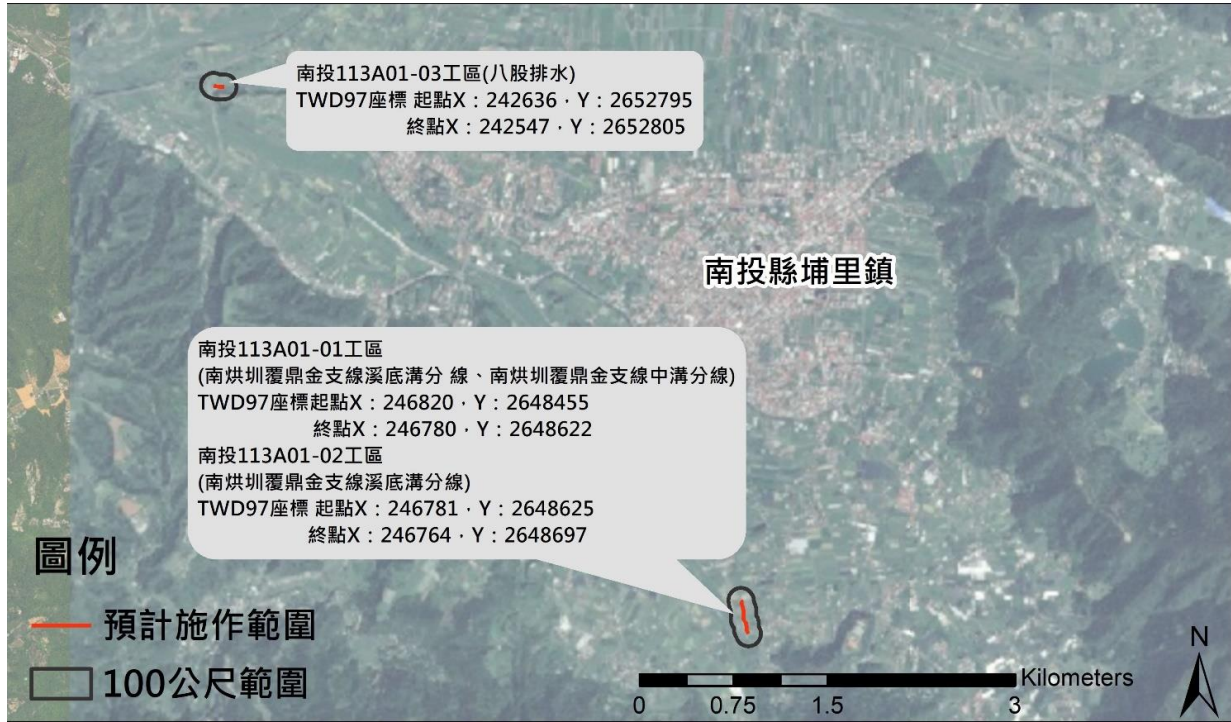 南投113A01-03工區(八股排水)
TWD97座標 起點X：242636，Y：2652795
終點X：242547，Y：2652805
南投縣埔里鎮
南投113A01-01工區
(南烘圳覆鼎金支線溪底溝分 線、南烘圳覆鼎金支線中溝分線)
TWD97座標起點X：246820，Y：2648455
終點X：246780，Y：2648622
南投113A01-02工區
(南烘圳覆鼎金支線溪底溝分線)
TWD97座標 起點X：246781，Y：2648625
終點X：246764，Y：2648697
圖例
預計施作範圍
100公尺範圍
N
Kilometers
0 0.75 1.5 3